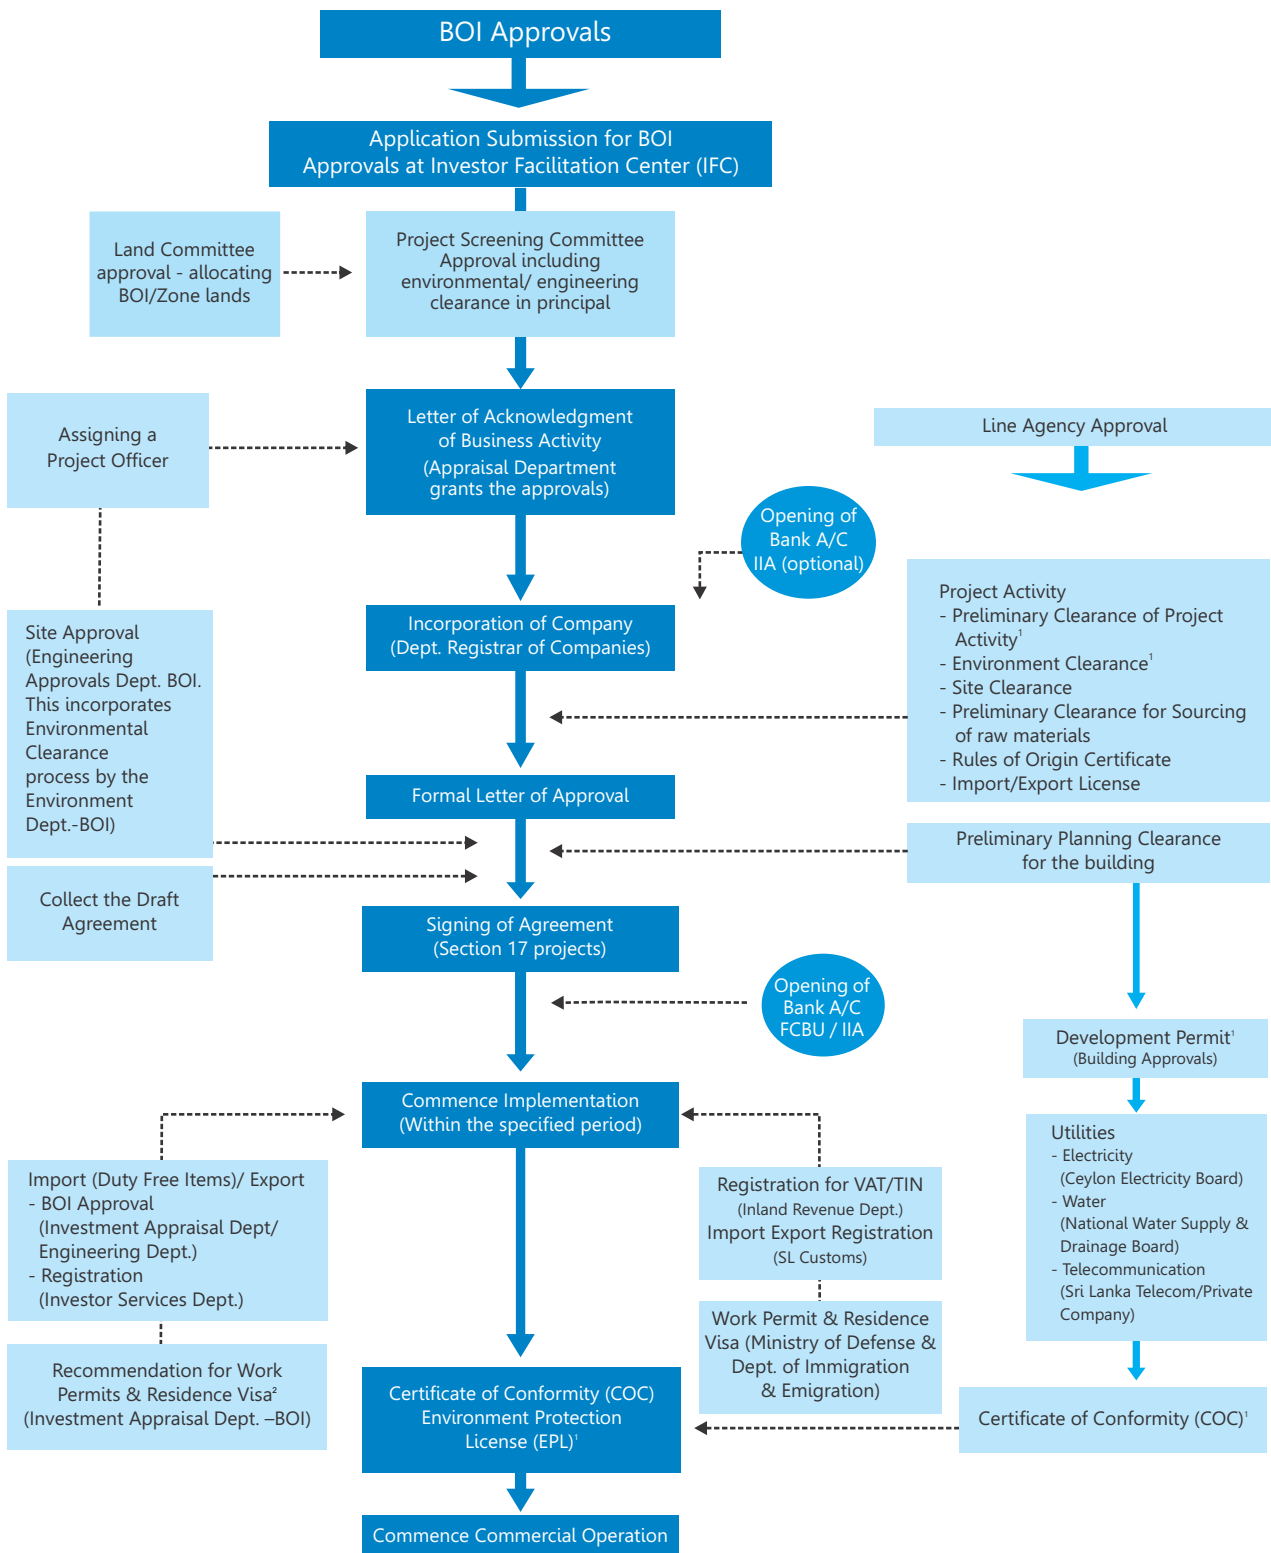 BOI Approvals
Application Submission for BOI
Approvals at Investor Facilitation Center (IFC)
Land Committee
approval - allocating
BOI/Zone lands
Project Screening Committee
Approval including
environmental/ engineering
clearance in principal
Assigning a
Project Officer
Letter of Acknowledgment
of Business Activity
(Appraisal Department
grants the approvals)
Line Agency Approval
Opening of
Bank A/C
IIA (optional)
Incorporation of Company
(Dept. Registrar of Companies)
Site Approval
(Engineering
Approvals Dept. BOI.
This incorporates
Environmental
Clearance
process by the
Environment
Dept.-BOI)
Project Activity
- Preliminary Clearance of Project
Activity¹
- Environment Clearance¹
- Site Clearance
- Preliminary Clearance for Sourcing
of raw materials
- Rules of Origin Certificate
- Import/Export License
Formal Letter of Approval
Preliminary Planning Clearance
for the building
Collect the Draft
Agreement
Signing of Agreement
(Section 17 projects)
Opening of
Bank A/C
FCBU / IIA
Development Permit¹
(Building Approvals)
Commence Implementation
(Within the specified period)
Utilities
- Electricity
(Ceylon Electricity Board)
- Water
(National Water Supply &
Drainage Board)
- Telecommunication
(Sri Lanka Telecom/Private
Company)
Import (Duty Free Items)/ Export
- BOI Approval
(Investment Appraisal Dept/
Engineering Dept.)
- Registration
(Investor Services Dept.)
Registration for VAT/TIN
(Inland Revenue Dept.)
Import Export Registration
(SL Customs)
Work Permit & Residence
Visa (Ministry of Defense &
Dept. of Immigration
& Emigration)
Recommendation for Work
Permits & Residence Visa²
(Investment Appraisal Dept. –BOI)
Certificate of Conformity (COC)
Environment Protection
License (EPL)¹
Certificate of Conformity (COC)¹
Commence Commercial Operation